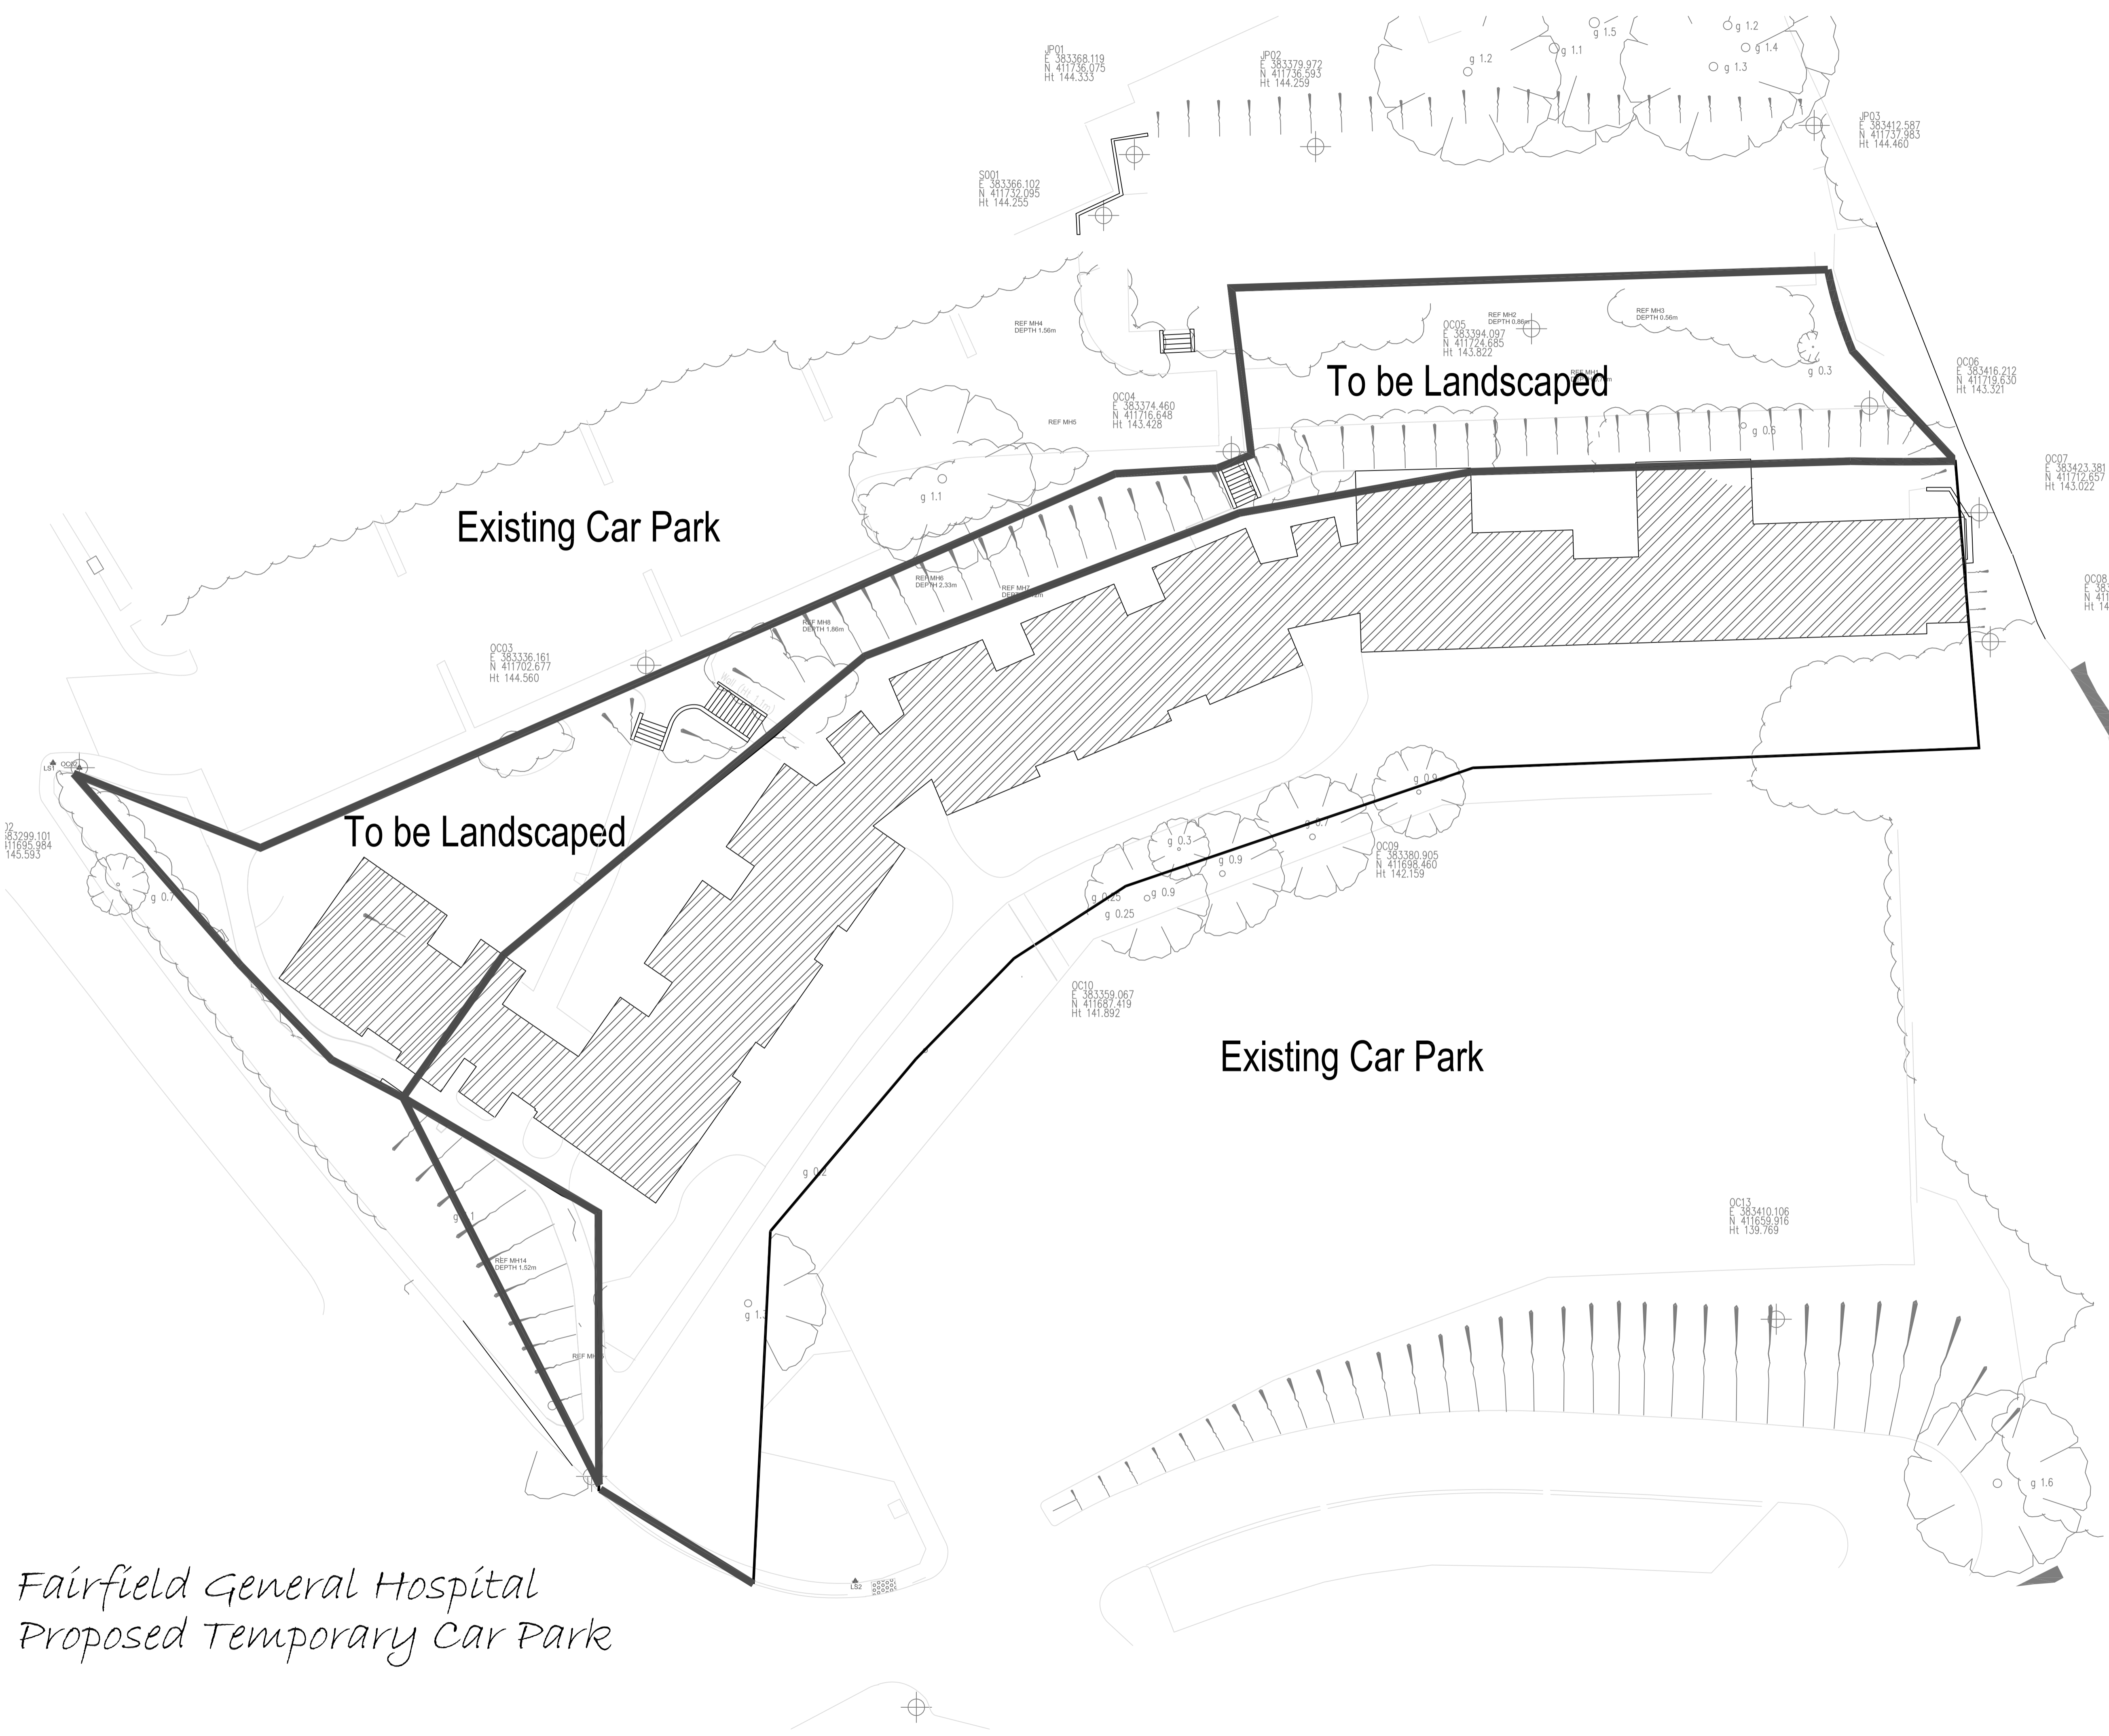 g 1.5
g 1.2
g 1.1
g 1.4
g 1.2
g 1.3
JP01
E 383368.119
N 411736.075
Ht 144.333
JP02
E 383379.972
N 411736.593
Ht 144.259
JP03
E 383412.587
N 411737.983
Ht 144.460
S001
E 383366.102
N 411732.095
Ht 144.255
REF MH4
DEPTH 1.56m
REF MH2
DEPTH 0.86m
REF MH3
DEPTH 0.56m
OC05
E 383394.097
N 411724.685
Ht 143.822
g 0.3
OC06
E 383416.212
N 411719.630
Ht 143.321
To be Landscaped
OC04
E 383374.460
N 411716.648
Ht 143.428
REF MH5
OC07
E 383423.381
N 411712.657
Ht 143.022
g 1.1
Existing Car Park
REF MH6
DEPTH 2.33m
REF MH7
OC08
REF MH8
DEPTH 1.86m
OC03
E 383336.161
N 411702.677
Ht 144.560
LS1
g 0.9
To be Landscaped
g 0.7
g 0.3
g 0.9
g 0.9
g 0.25
OC09
E 383380.905
N 411698.460
Ht 142.159
OC10
E 383359.067
N 411687.419
Ht 141.892
Existing Car Park
OC13
E 383410.106
N 411659.916
Ht 139.769
REF MH14
DEPTH 1.52m
g 1.6
LS2
Fairfield General Hospital
Proposed Temporary Car Park